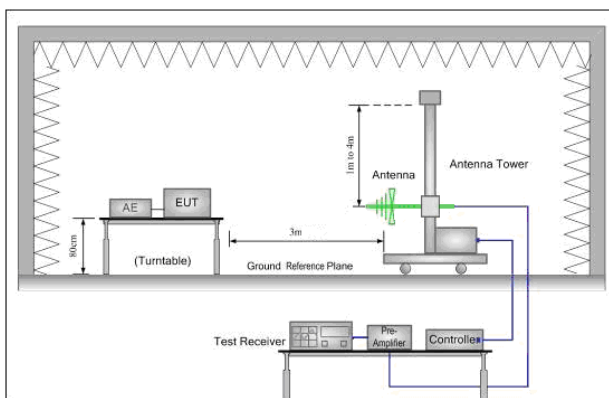 1m to 4m
Antenna
Antenna Tower
AE
EUT
80cm
(Turntable)
3m
Ground Reference Plane
Test Receiver
Pre-
Amplifier
Controller